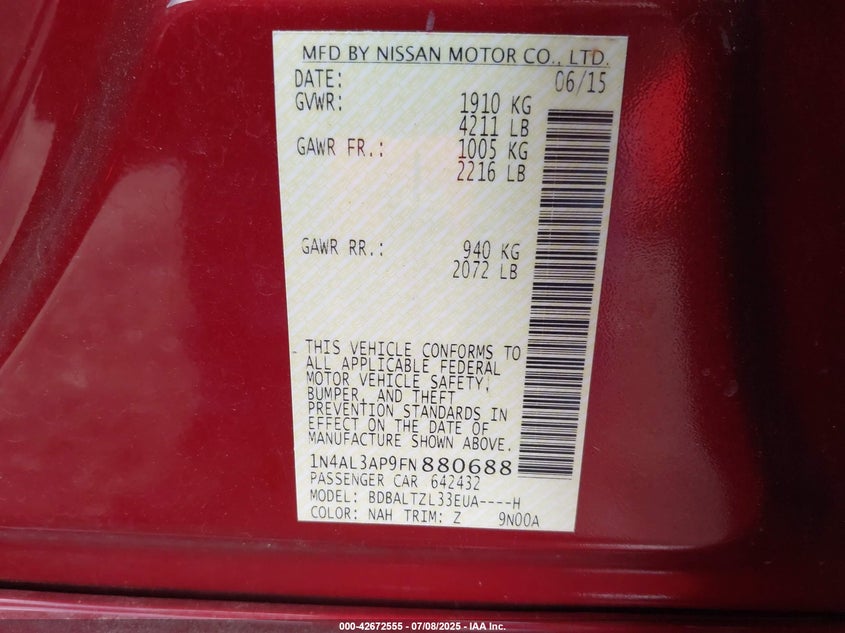 MFD BY NISSAN MOTOR CO., LTD.
DATE: 06/15
GVWR: 1910 KG
4211 LB
GAWR FR.: 1005 KG
2216 LB
GAWR RR.: 940 KG
2072 LB
THIS VEHICLE CONFORMS TO
ALL APPLICABLE FEDERAL
MOTOR VEHICLE SAFETY,
BUMPER, AND THEFT
PREVENTION STANDARDS IN
EFFECT ON THE DATE OF
MANUFACTURE SHOWN ABOVE.
1N4AL3AP9FN880688
PASSENGER CAR 642432
MODEL: BDBALTZL33EUA----H
COLOR: NAH TRIM: Z 9N00A
000-42672555 - 07/08/2025 - IAA Inc.